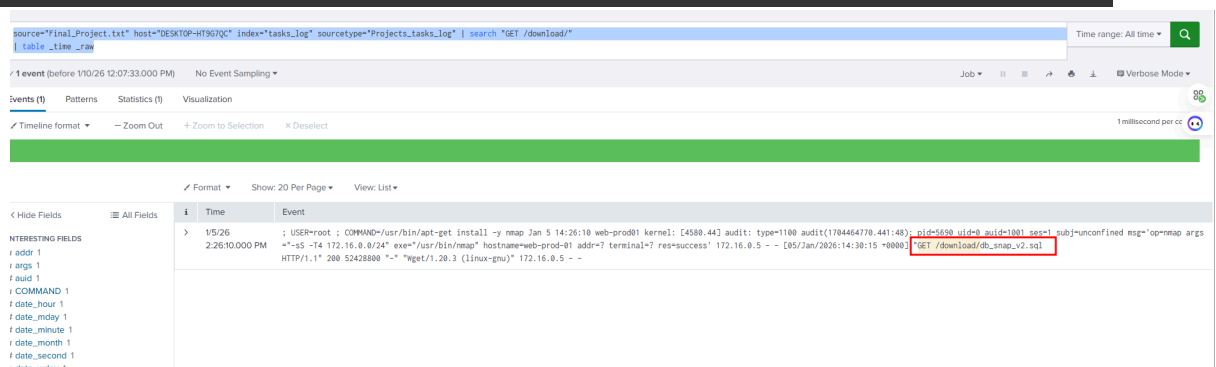 source="Final_Project.txt" host="DESKTOP-HT9G7QC" index="tasks_log" sourcetype="Projects_tasks_log" | search "GET /download/"
| table _time _raw
Time range: All time
1 event (before 1/10/26 12:07:33.000 PM) No Event Sampling
Job Verbose Mode
Events (1) Patterns Statistics (1) Visualization
Timeline format — Zoom Out + Zoom to Selection × Deselect
1 millisecond per cc
Format Show: 20 Per Page View: List
< Hide Fields All Fields
i Time Event
NTERESTING FIELDS
> 1/5/26
2:26:10.000 PM
; USER=root ; COMMAND=/usr/bin/apt-get install -y nmap Jan 5 14:26:10 web-prod01 kernel: [4580.44] audit: type=1100 audit(1704464770.441:48): pid=5690 uid=0 auid=1001 ses=1 subj=unconfined msg='op=nmap args
="-sS -T4 172.16.0.0/24" exe="/usr/bin/nmap" hostname=web-prod-01 addr=? terminal=? res=success' 172.16.0.5 - - [05/Jan/2026:14:30:15 +0000] "GET /download/db_snap_v2.sql
HTTP/1.1" 200 52428800 "-" "Wget/1.20.3 (linux-gnu)" 172.16.0.5 - -
addr 1
args 1
# auid 1
COMMAND 1
# date_hour 1
# date_mday 1
# date_minute 1
date_month 1
# date_second 1